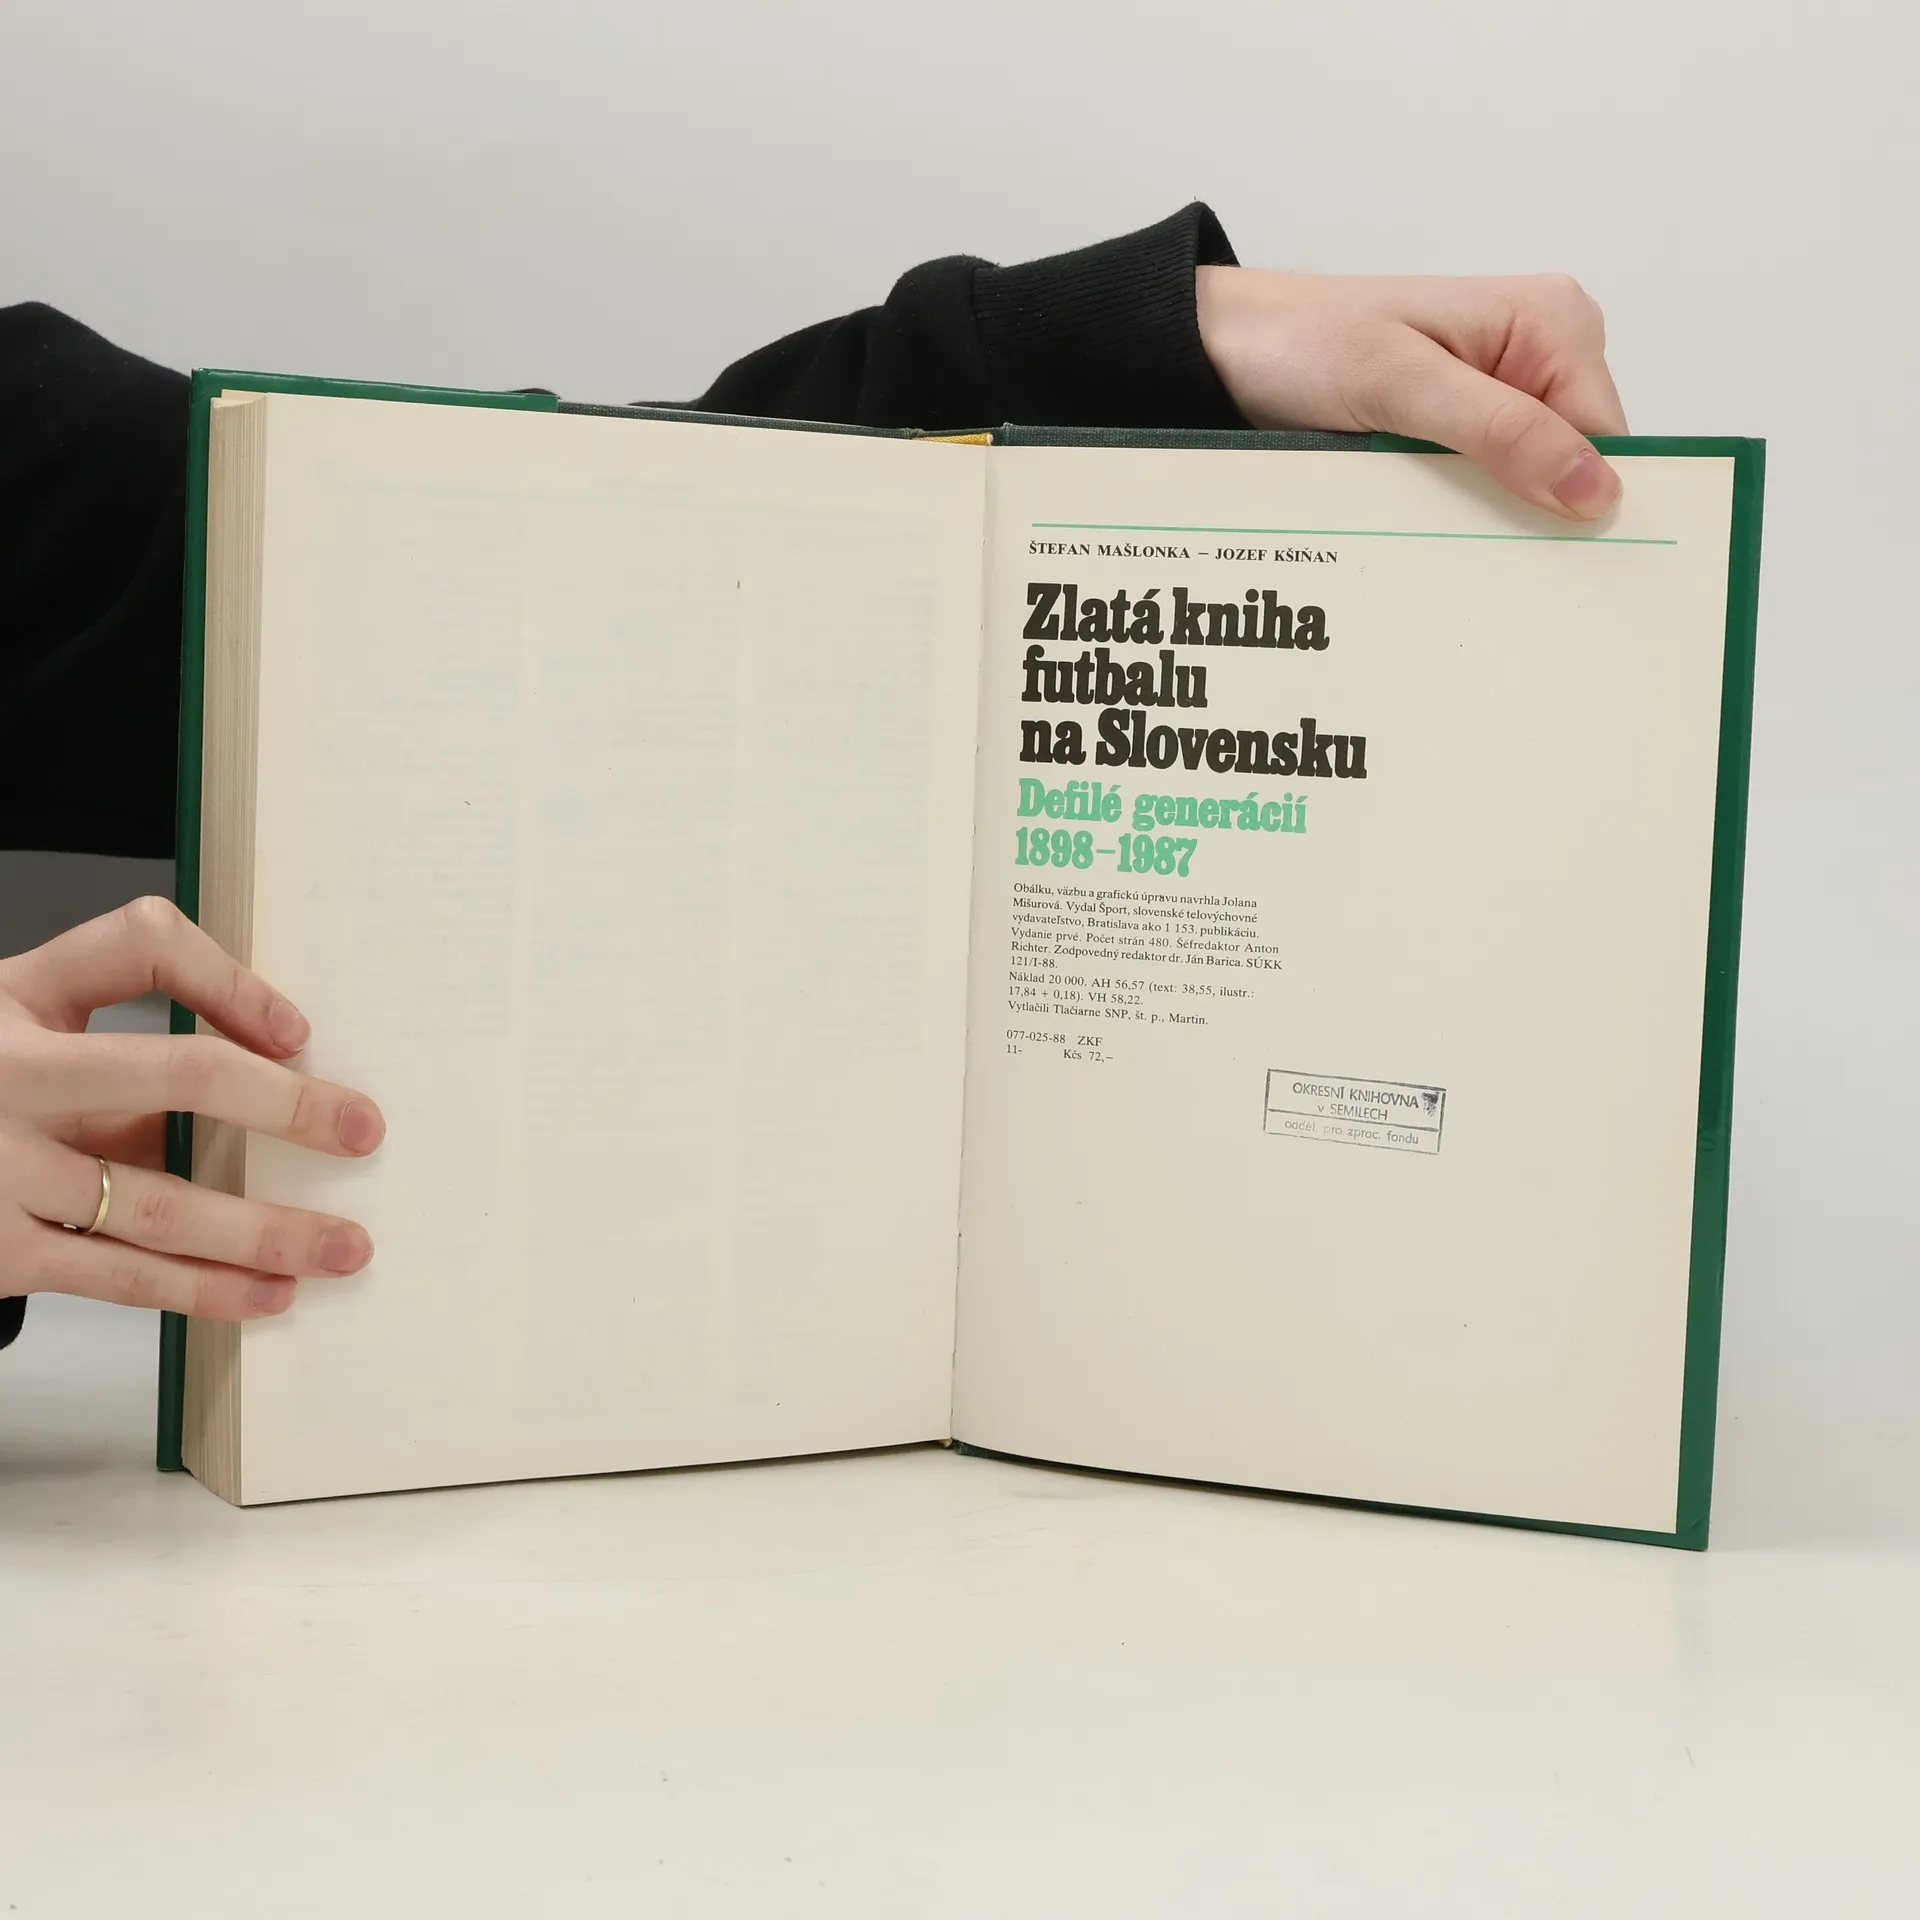 ŠTEFAN MAŠLONKA – JOZEF KŠIŇAN
Zlatá kniha
futbalu
na Slovensku
Defilé generácií
1898–1987
Obálku, väzbu a grafickú úpravu navrhla Jolana
Mišurová. Vydal Šport, slovenské telovýchovné
vydavateľstvo, Bratislava ako 1 153. publikáciu.
Vydanie prvé. Počet strán 480. Šéfredaktor Anton
Richter. Zodpovedný redaktor dr. Ján Barica. SÚKK
121/I-88.
Náklad 20 000. AH 56,57 (text: 38,55, ilustr.:
17,84 + 0,18). VH 58,22.
Vytlačili Tlačiarne SNP, št. p., Martin.
077-025-88 ZKF
11- Kčs 72,–
OKRESNÍ KNIHOVNA
v SEMILECH
odděl. pro zprac. fondu